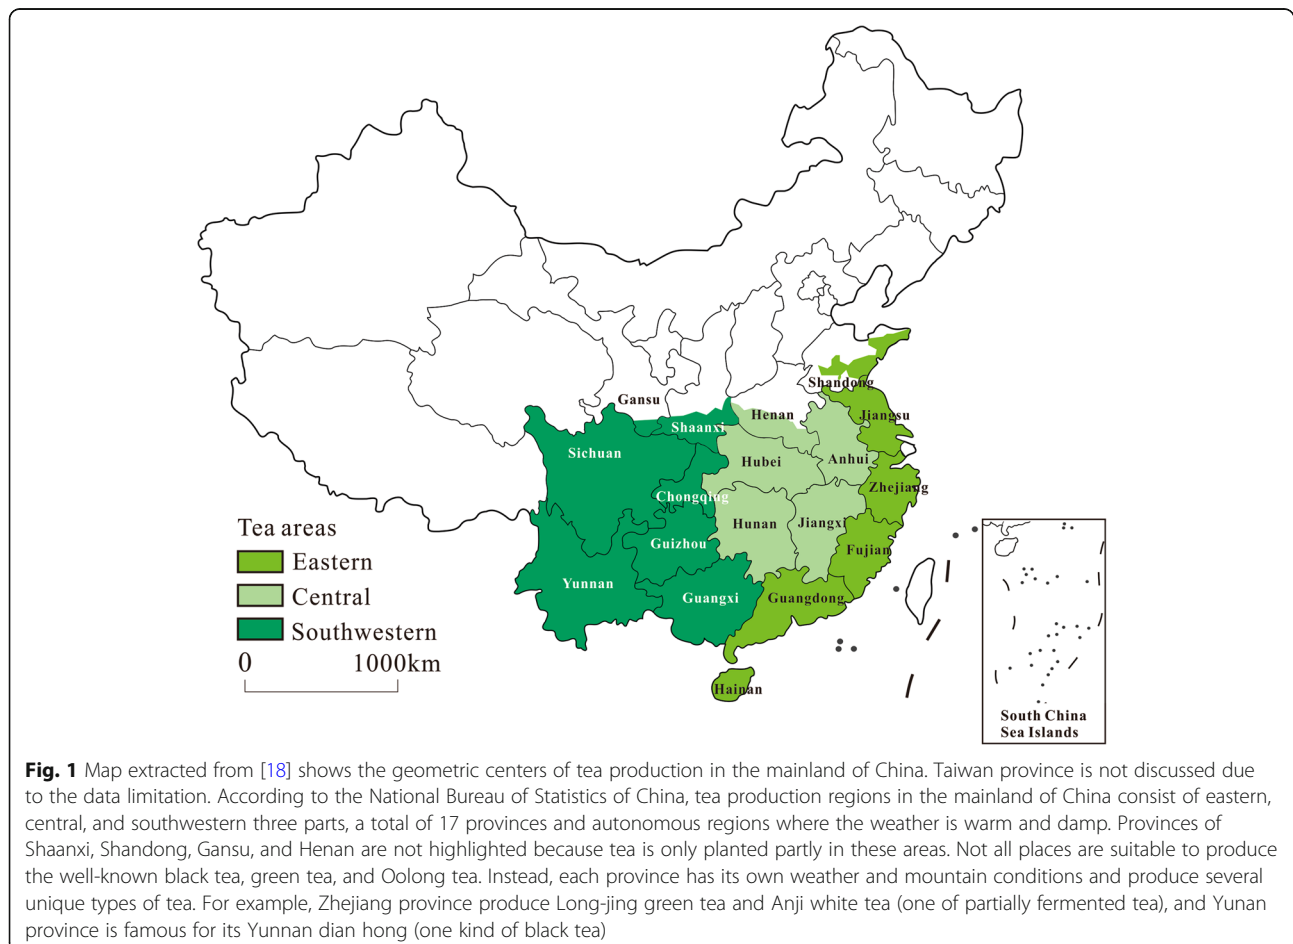 Shandong
Gansu
Henan
Jiangsu
Shaanxi
Sichuan
Hubei
Anhui
Zhejiang
Chongqing
Hunan
Jiangxi
Guizhou
Fujian
Yunnan
Guangxi
Guangdong
Hainan
Tea areas
Eastern
Central
Southwestern
0 1000km
South China
Sea Islands
Fig. 1 Map extracted from [18] shows the geometric centers of tea production in the mainland of China. Taiwan province is not discussed due
to the data limitation. According to the National Bureau of Statistics of China, tea production regions in the mainland of China consist of eastern,
central, and southwestern three parts, a total of 17 provinces and autonomous regions where the weather is warm and damp. Provinces of
Shaanxi, Shandong, Gansu, and Henan are not highlighted because tea is only planted partly in these areas. Not all places are suitable to produce
the well-known black tea, green tea, and Oolong tea. Instead, each province has its own weather and mountain conditions and produce several
unique types of tea. For example, Zhejiang province produce Long-jing green tea and Anji white tea (one of partially fermented tea), and Yunan
province is famous for its Yunnan dian hong (one kind of black tea)